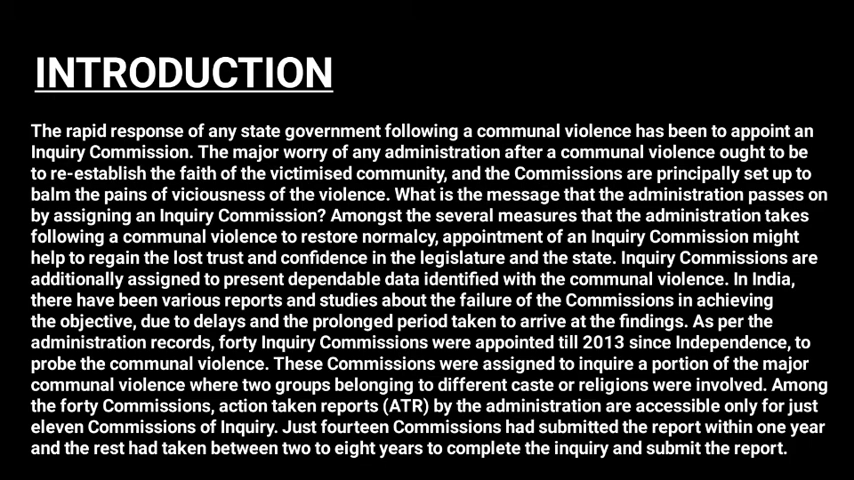 INTRODUCTION
The rapid response of any state government following a communal violence has been to appoint an
Inquiry Commission. The major worry of any administration after a communal violence ought to be
to re-establish the faith of the victimised community, and the Commissions are principally set up to
balm the pains of viciousness of the violence. What is the message that the administration passes on
by assigning an Inquiry Commission? Amongst the several measures that the administration takes
following a communal violence to restore normalcy, appointment of an Inquiry Commission might
help to regain the lost trust and confidence in the legislature and the state. Inquiry Commissions are
additionally assigned to present dependable data identified with the communal violence. In India,
there have been various reports and studies about the failure of the Commissions in achieving
the objective, due to delays and the prolonged period taken to arrive at the findings. As per the
administration records, forty Inquiry Commissions were appointed till 2013 since Independence, to
probe the communal violence. These Commissions were assigned to inquire a portion of the major
communal violence where two groups belonging to different caste or religions were involved. Among
the forty Commissions, action taken reports (ATR) by the administration are accessible only for just
eleven Commissions of Inquiry. Just fourteen Commissions had submitted the report within one year
and the rest had taken between two to eight years to complete the inquiry and submit the report.